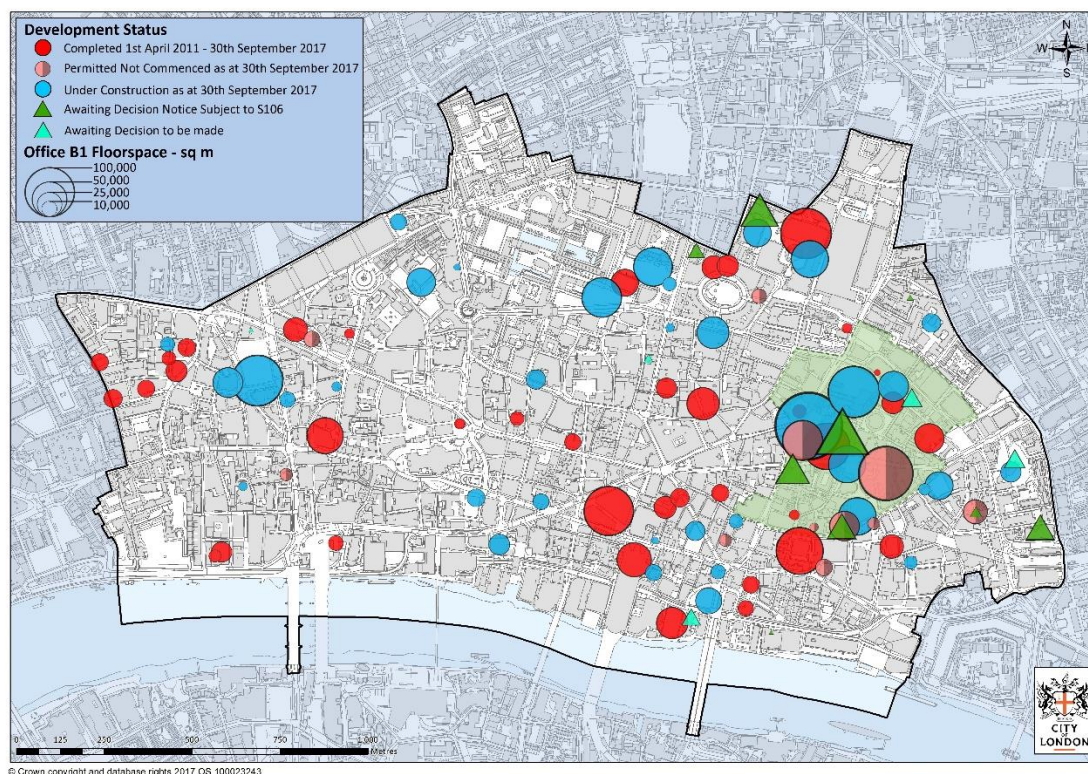 Development Status
Completed 1st April 2011 - 30th September 2017
Permitted Not Commenced as at 30th September 2017
Under Construction as at 30th September 2017
Awaiting Decision Notice Subject to S106
Awaiting Decision to be made
Office B1 Floorspace - sq m
100,000
50,000
25,000
10,000
N
W E
S
0 125 250 500 750 1,000
Metres
CITY
OF
LONDON
© Crown copyright and database rights 2017 OS 100023243